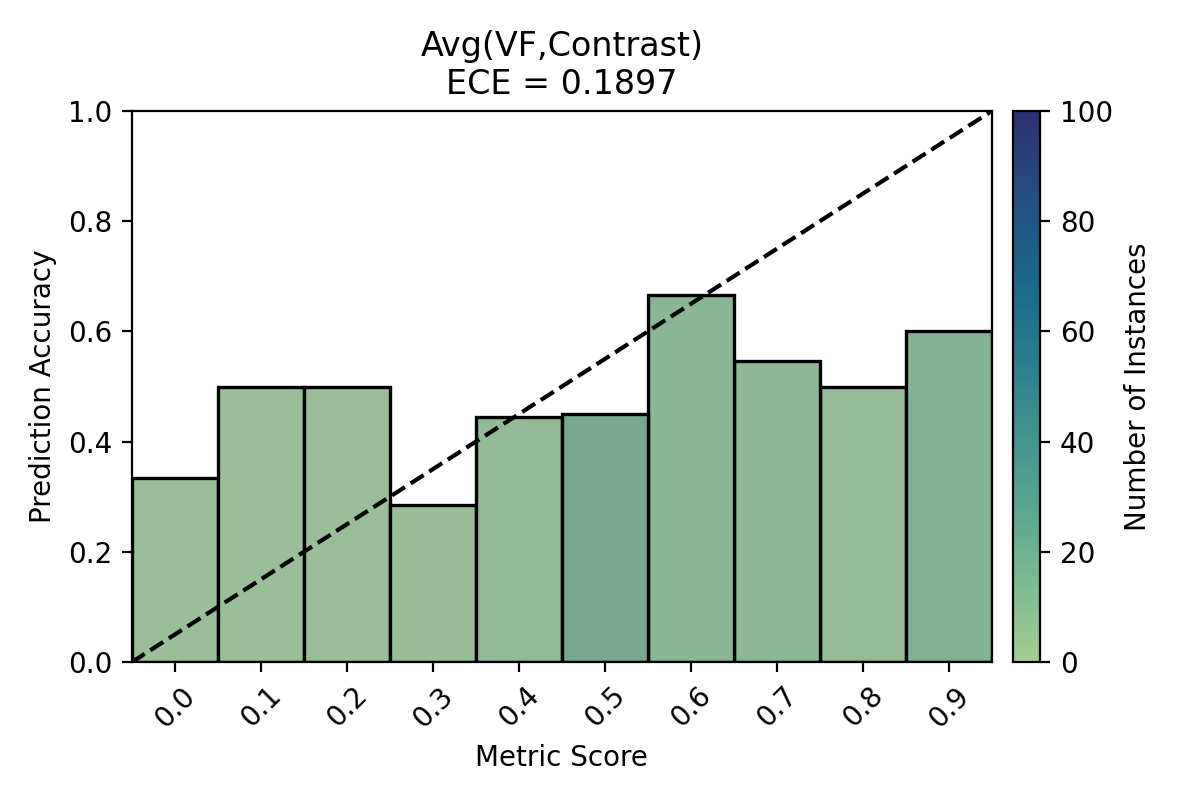 Avg(VF,Contrast)
ECE = 0.1897
Prediction Accuracy
1.0
0.8
0.6
0.4
0.2
0.0
0.0 0.1 0.2 0.3 0.4 0.5 0.6 0.7 0.8 0.9
Metric Score
100
80
60
40
20
0
Number of Instances